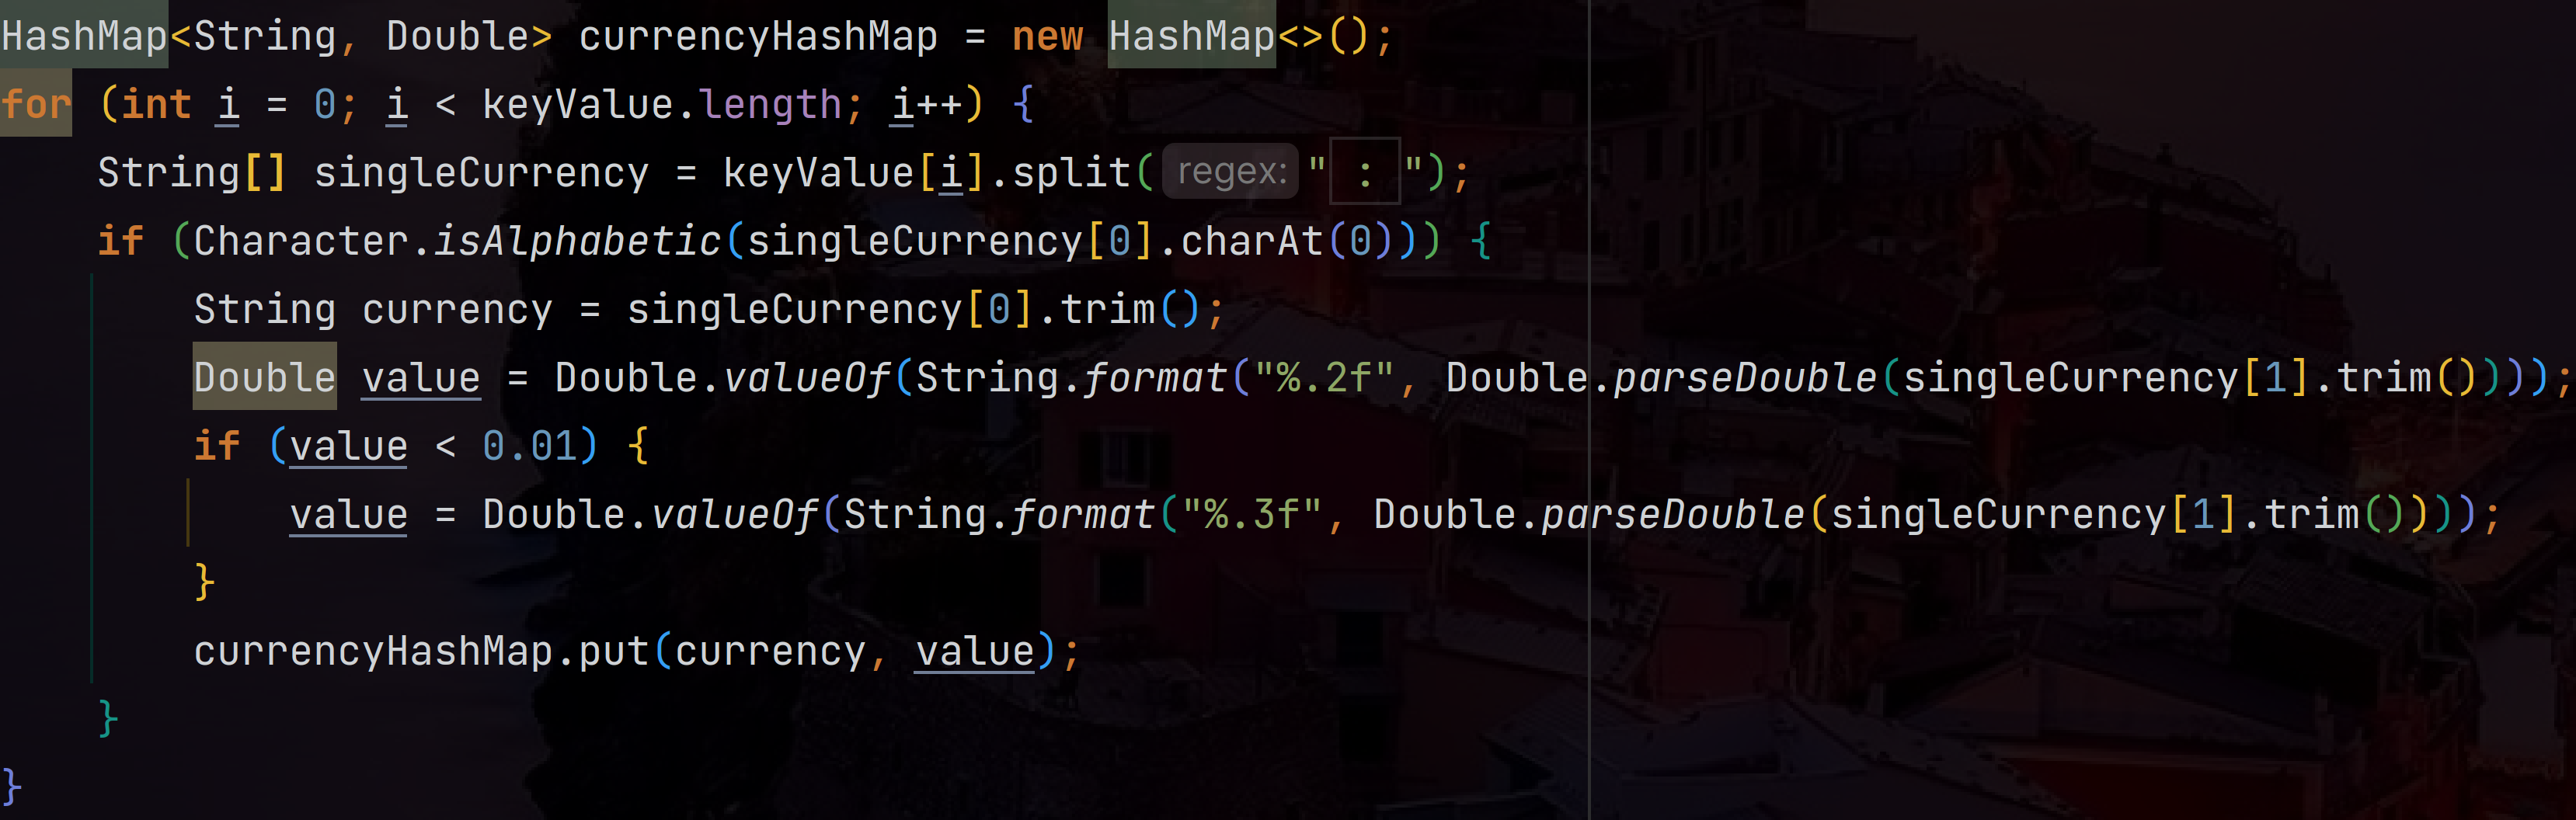 HashMap<String, Double> currencyHashMap = new HashMap<>();
for (int i = 0; i < keyValue.length; i++) {
    String[] singleCurrency = keyValue[i].split( regex: " : ");
    if (Character.isAlphabetic(singleCurrency[0].charAt(0))) {
        String currency = singleCurrency[0].trim();
        Double value = Double.valueOf(String.format("%.2f", Double.parseDouble(singleCurrency[1].trim())));
        if (value < 0.01) {
            value = Double.valueOf(String.format("%.3f", Double.parseDouble(singleCurrency[1].trim())));
        }
        currencyHashMap.put(currency, value);
    }
}